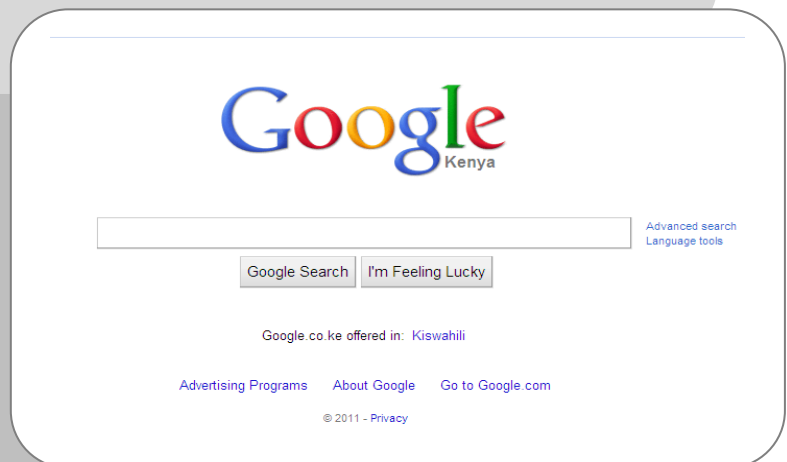 Google
Kenya
Advanced search
Language tools
Google Search I'm Feeling Lucky
Google.co.ke offered in: Kiswahili
Advertising Programs About Google Go to Google.com
© 2011 - Privacy